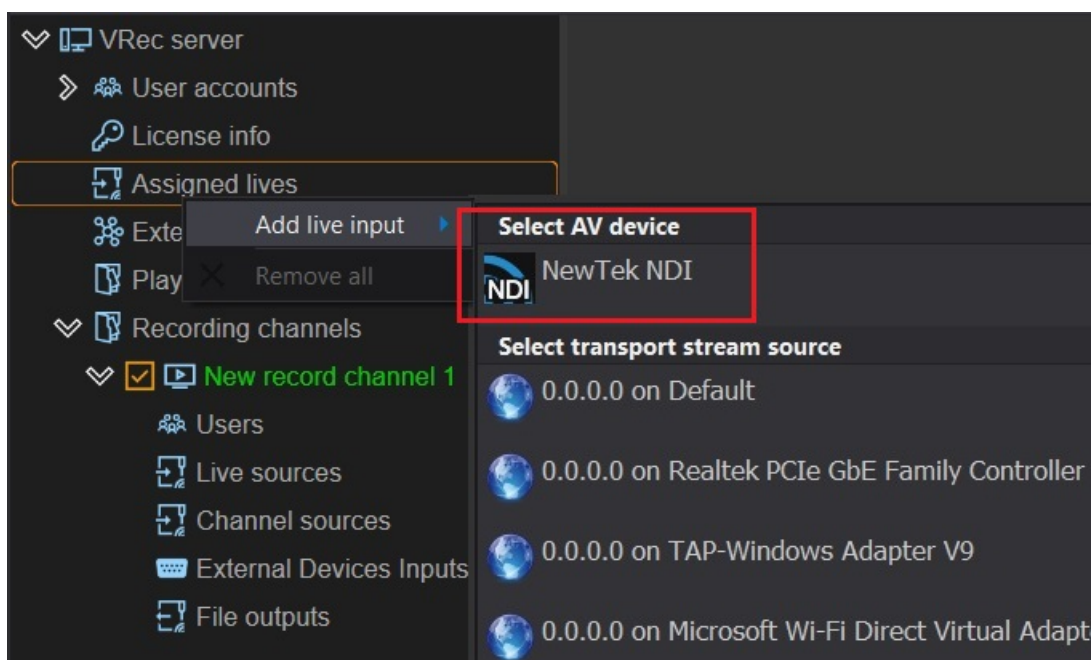 VRec server
User accounts
License info
Assigned lives
Add live input
Remove all
Exte
Play
Recording channels
New record channel 1
Users
Live sources
Channel sources
External Devices Inputs
File outputs
Select AV device
NDI
NewTek NDI
Select transport stream source
0.0.0.0 on Default
0.0.0.0 on Realtek PCIe GbE Family Controller
0.0.0.0 on TAP-Windows Adapter V9
0.0.0.0 on Microsoft Wi-Fi Direct Virtual Adapt